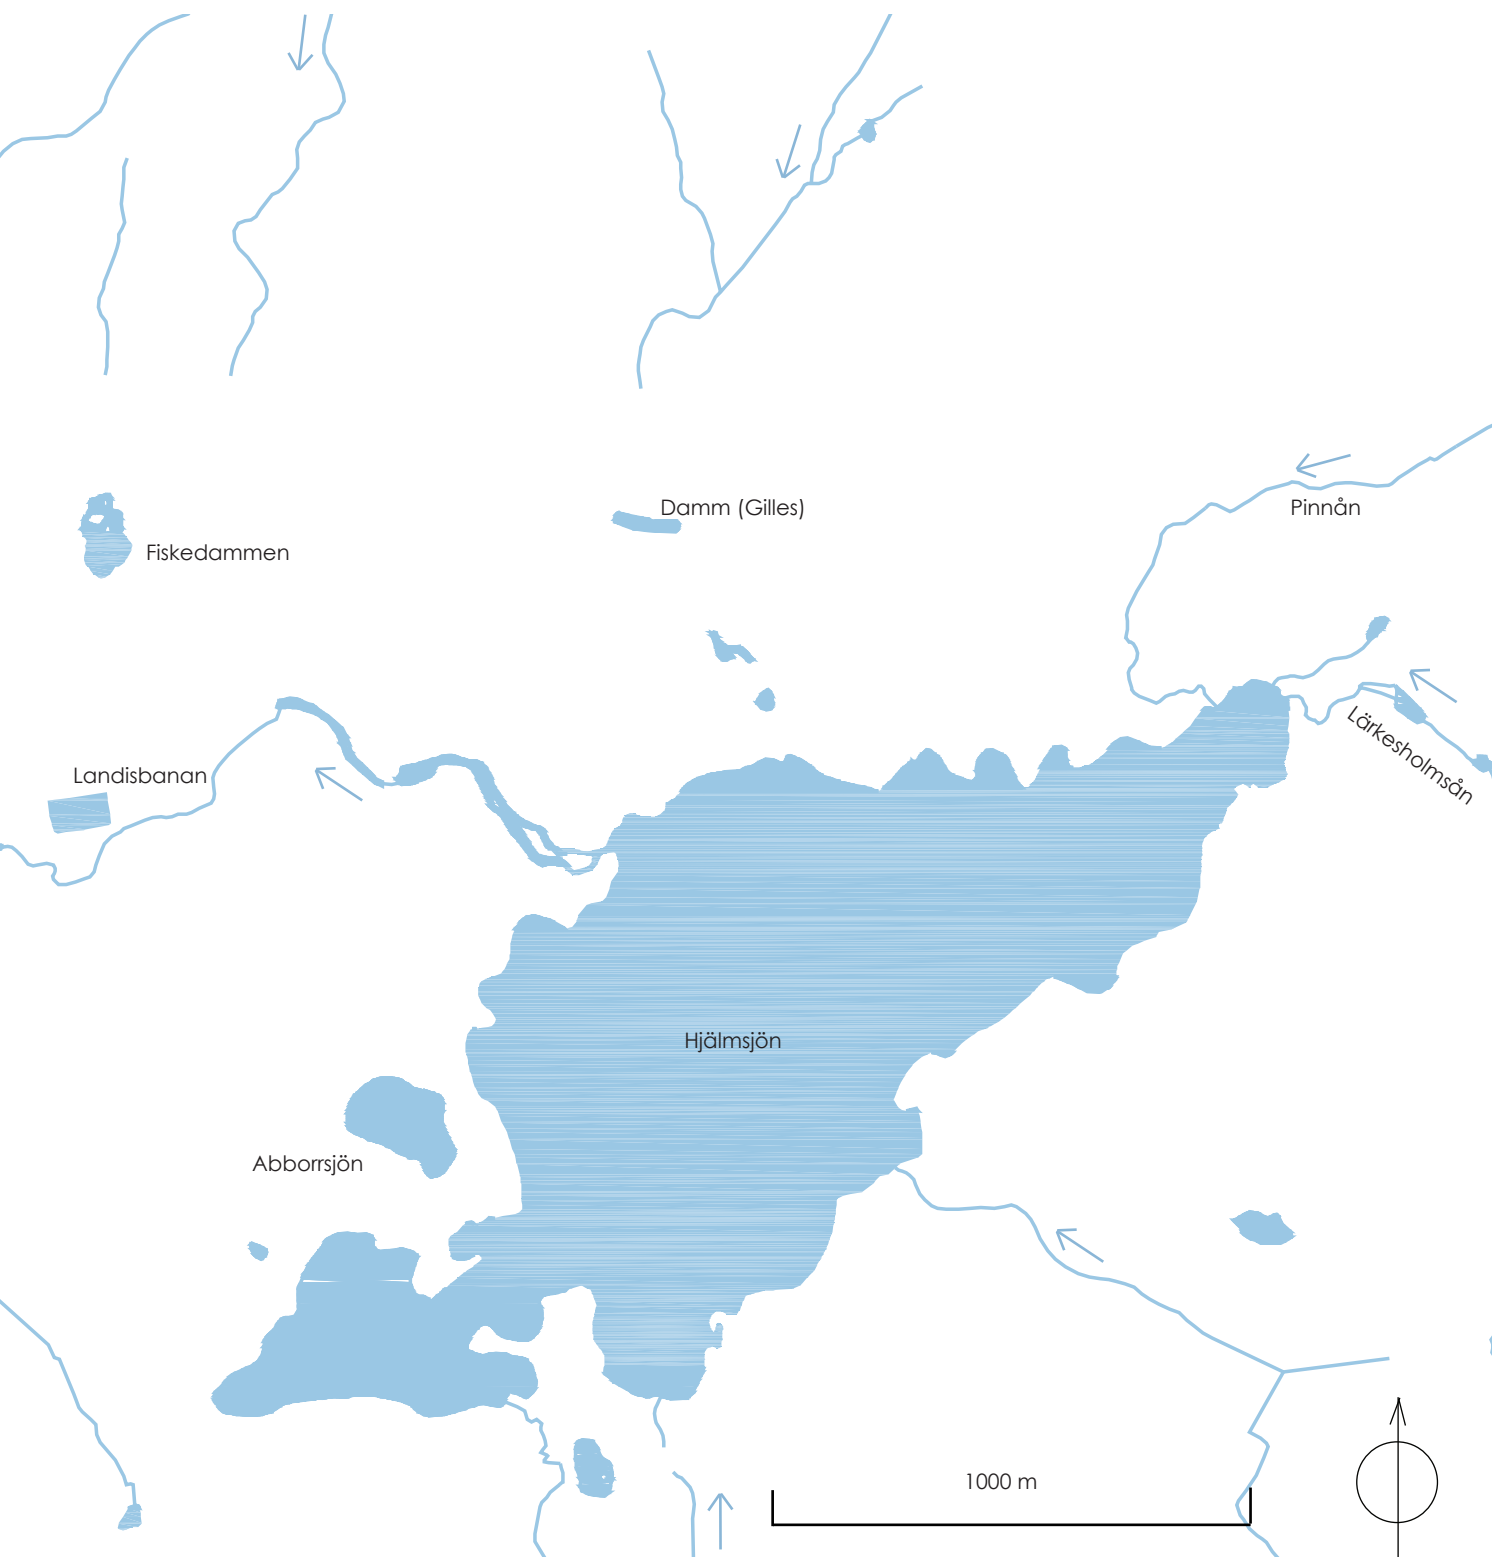 Damm (Gilles)
Pinnån
Fiskedammen
Lärkesholmsån
Landisbanan
Hjälmsjön
Abborrsjön
1000 m